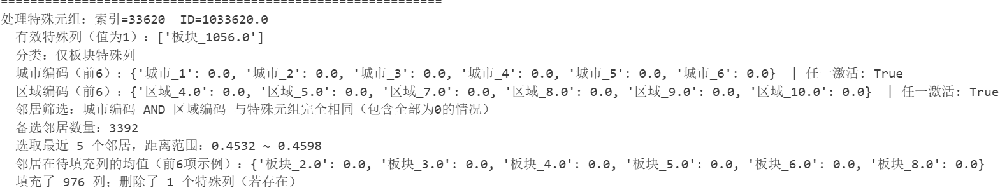 ============================================================
处理特殊元组：索引=33620  ID=1033620.0
  有效特殊列（值为1）：['板块_1056.0']
  分类：仅板块特殊列
  城市编码（前6）：{'城市_1': 0.0, '城市_2': 0.0, '城市_3': 0.0, '城市_4': 0.0, '城市_5': 0.0, '城市_6': 0.0}  | 任一激活: True
  区域编码（前6）：{'区域_4.0': 0.0, '区域_5.0': 0.0, '区域_7.0': 0.0, '区域_8.0': 0.0, '区域_9.0': 0.0, '区域_10.0': 0.0}  | 任一激活: True
  邻居筛选：城市编码 AND 区域编码 与特殊元组完全相同（包含全部为0的情况）
  备选邻居数量：3392
  选取最近 5 个邻居，距离范围：0.4532 ~ 0.4598
  邻居在待填充列的均值（前6项示例）：{'板块_2.0': 0.0, '板块_3.0': 0.0, '板块_4.0': 0.0, '板块_5.0': 0.0, '板块_6.0': 0.0, '板块_8.0': 0.0}
  填充了 976 列；删除了 1 个特殊列（若存在）